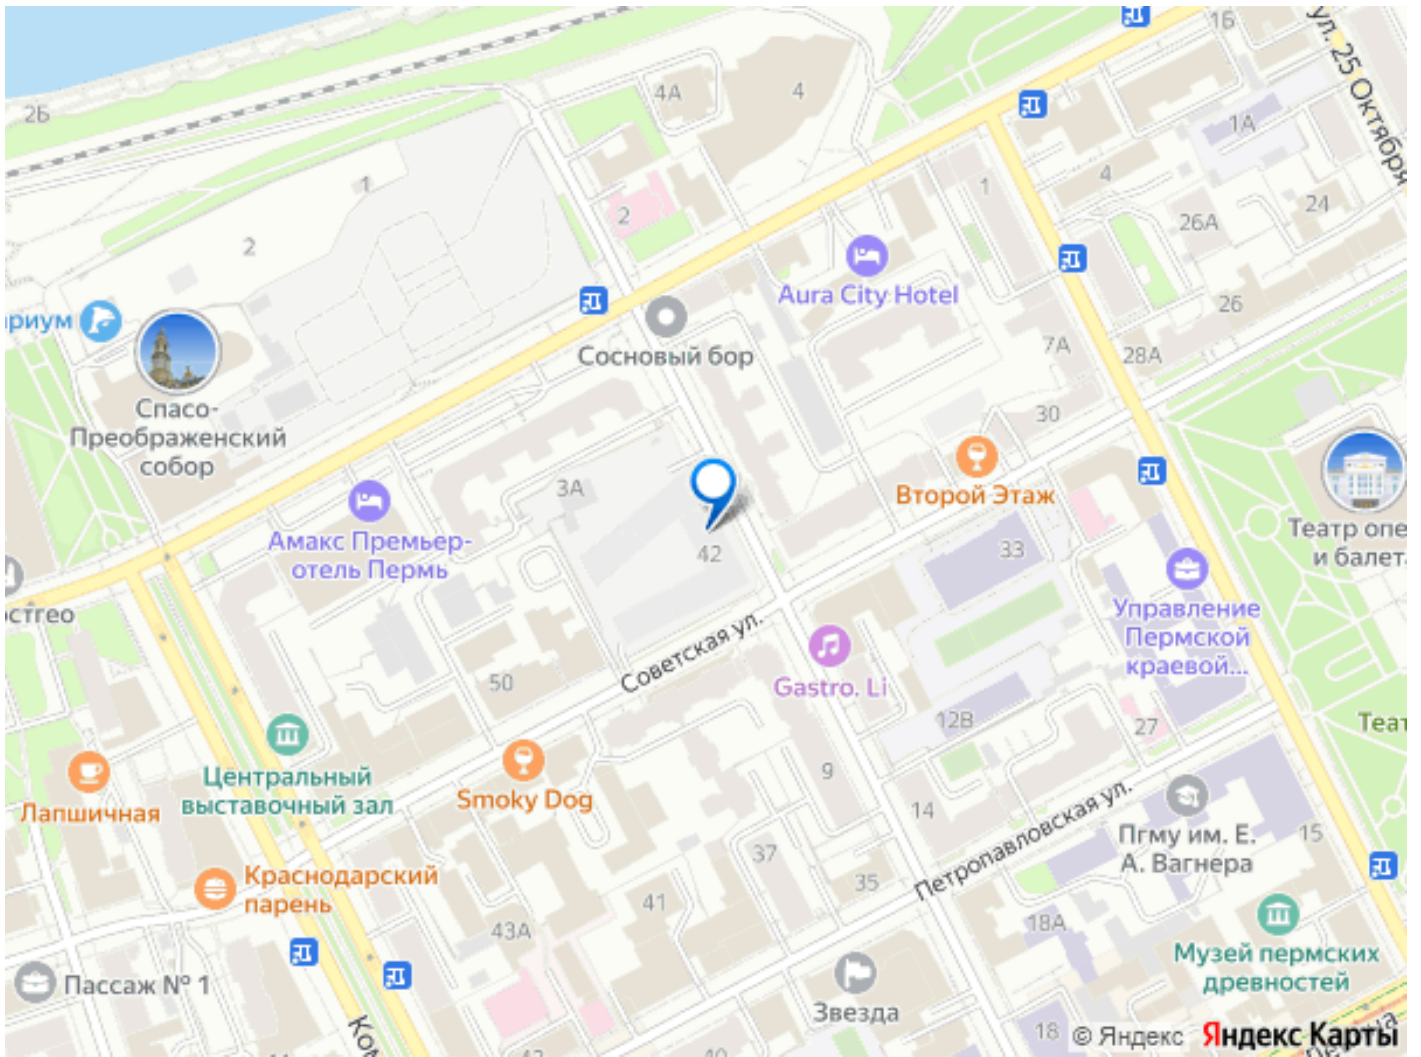 16
ул. 25 Октября
2Б
4А
4
1А
1
1
4
2
24
26А
2
Aura City Hotel
26
риум
Сосновый бор
7А
28А
Спасо-
Преображенский
собор
30
3А
Второй Этаж
Амакс Премьер-
отель Пермь
42
33
Театр опе
и балета
Управление
Пермской
краевой...
остгео
Советская ул.
Gastro. Li
50
12В
27
Теат
Центральный
выставочный зал
Smoky Dog
9
Лапшичная
14
Петропавловская ул.
Пгму им. Е.
А. Вагнера
15
37
Краснодарский
парень
35
41
18А
43А
Музей пермских
древностей
Пассаж № 1
Звезда
Ком
18
© Яндекс
Яндекс Карты